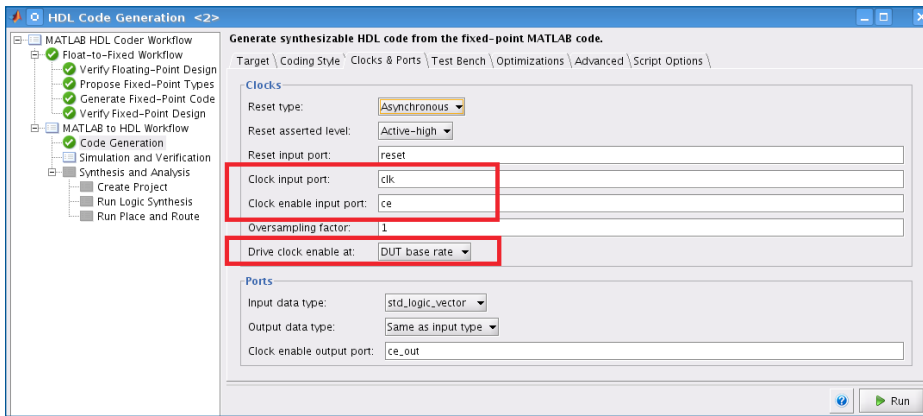 HDL Code Generation <2>
MATLAB HDL Coder Workflow
Float-to-Fixed Workflow
Verify Floating-Point Design
Propose Fixed-Point Types
Generate Fixed-Point Code
Verify Fixed-Point Design
MATLAB to HDL Workflow
Code Generation
Simulation and Verification
Synthesis and Analysis
Create Project
Run Logic Synthesis
Run Place and Route
Generate synthesizable HDL code from the fixed-point MATLAB code.
Target \ Coding Style \ Clocks & Ports \ Test Bench \ Optimizations \ Advanced \ Script Options \
Clocks
Reset type: Asynchronous
Reset asserted level: Active-high
Reset input port: reset
Clock input port: clk
Clock enable input port: ce
Oversampling factor: 1
Drive clock enable at: DUT base rate
Ports
Input data type: std_logic_vector
Output data type: Same as input type
Clock enable output port: ce_out
? Run